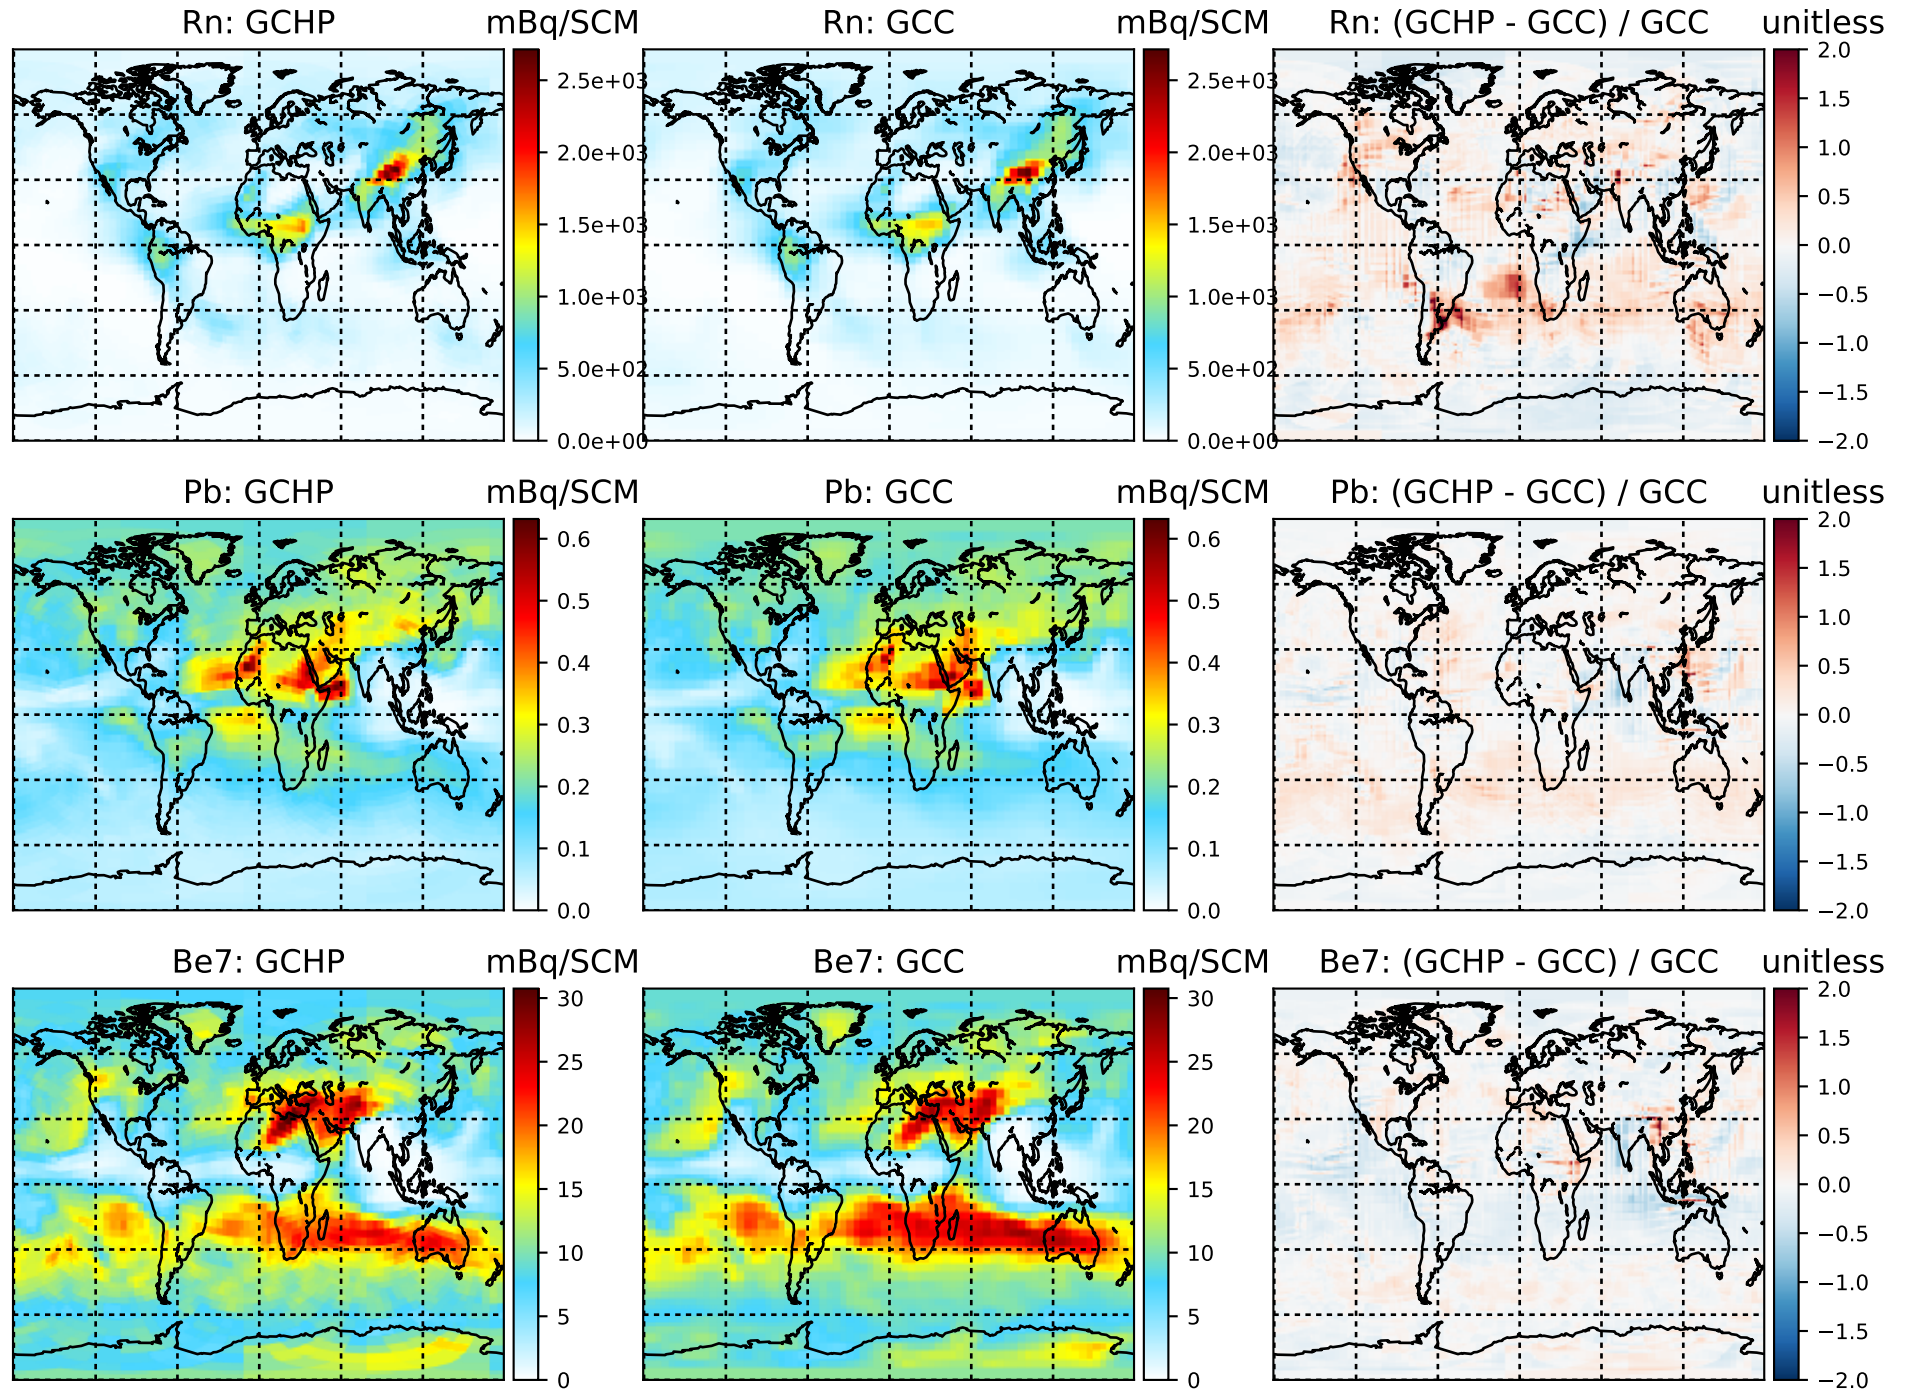 Rn: GCHP mBq/SCM Rn: GCC mBq/SCM Rn: (GCHP - GCC) / GCC unitless
2.5e+03 2.5e+03 2.0
2.0e+03 2.0e+03 1.5
1.5e+03 1.5e+03 1.0
1.0e+03 1.0e+03 0.5
5.0e+02 5.0e+02 0.0
0.0e+00 0.0e+00 −0.5
−1.0
−1.5
−2.0
Pb: GCHP mBq/SCM Pb: GCC mBq/SCM Pb: (GCHP - GCC) / GCC unitless
0.6 0.6 2.0
0.5 0.5 1.5
0.4 0.4 1.0
0.3 0.3 0.5
0.2 0.2 0.0
0.1 0.1 −0.5
0.0 0.0 −1.0
−1.5
−2.0
Be7: GCHP mBq/SCM Be7: GCC mBq/SCM Be7: (GCHP - GCC) / GCC unitless
30 30 2.0
25 25 1.5
20 20 1.0
15 15 0.5
10 10 0.0
5 5 −0.5
0 0 −1.0
−1.5
−2.0